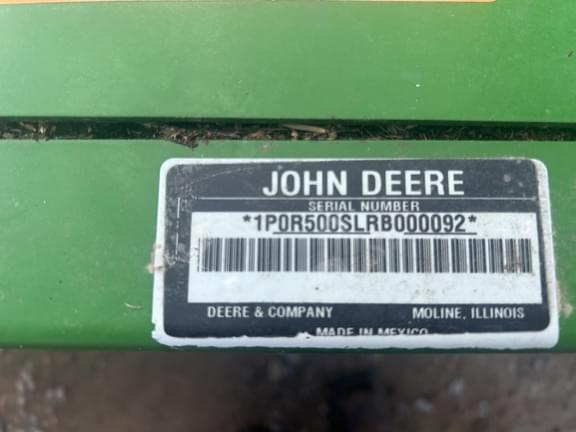 JOHN DEERE
SERIAL NUMBER
*1P0R500SLRB000092*
DEERE & COMPANY MOLINE, ILLINOIS
MADE IN MEXICO